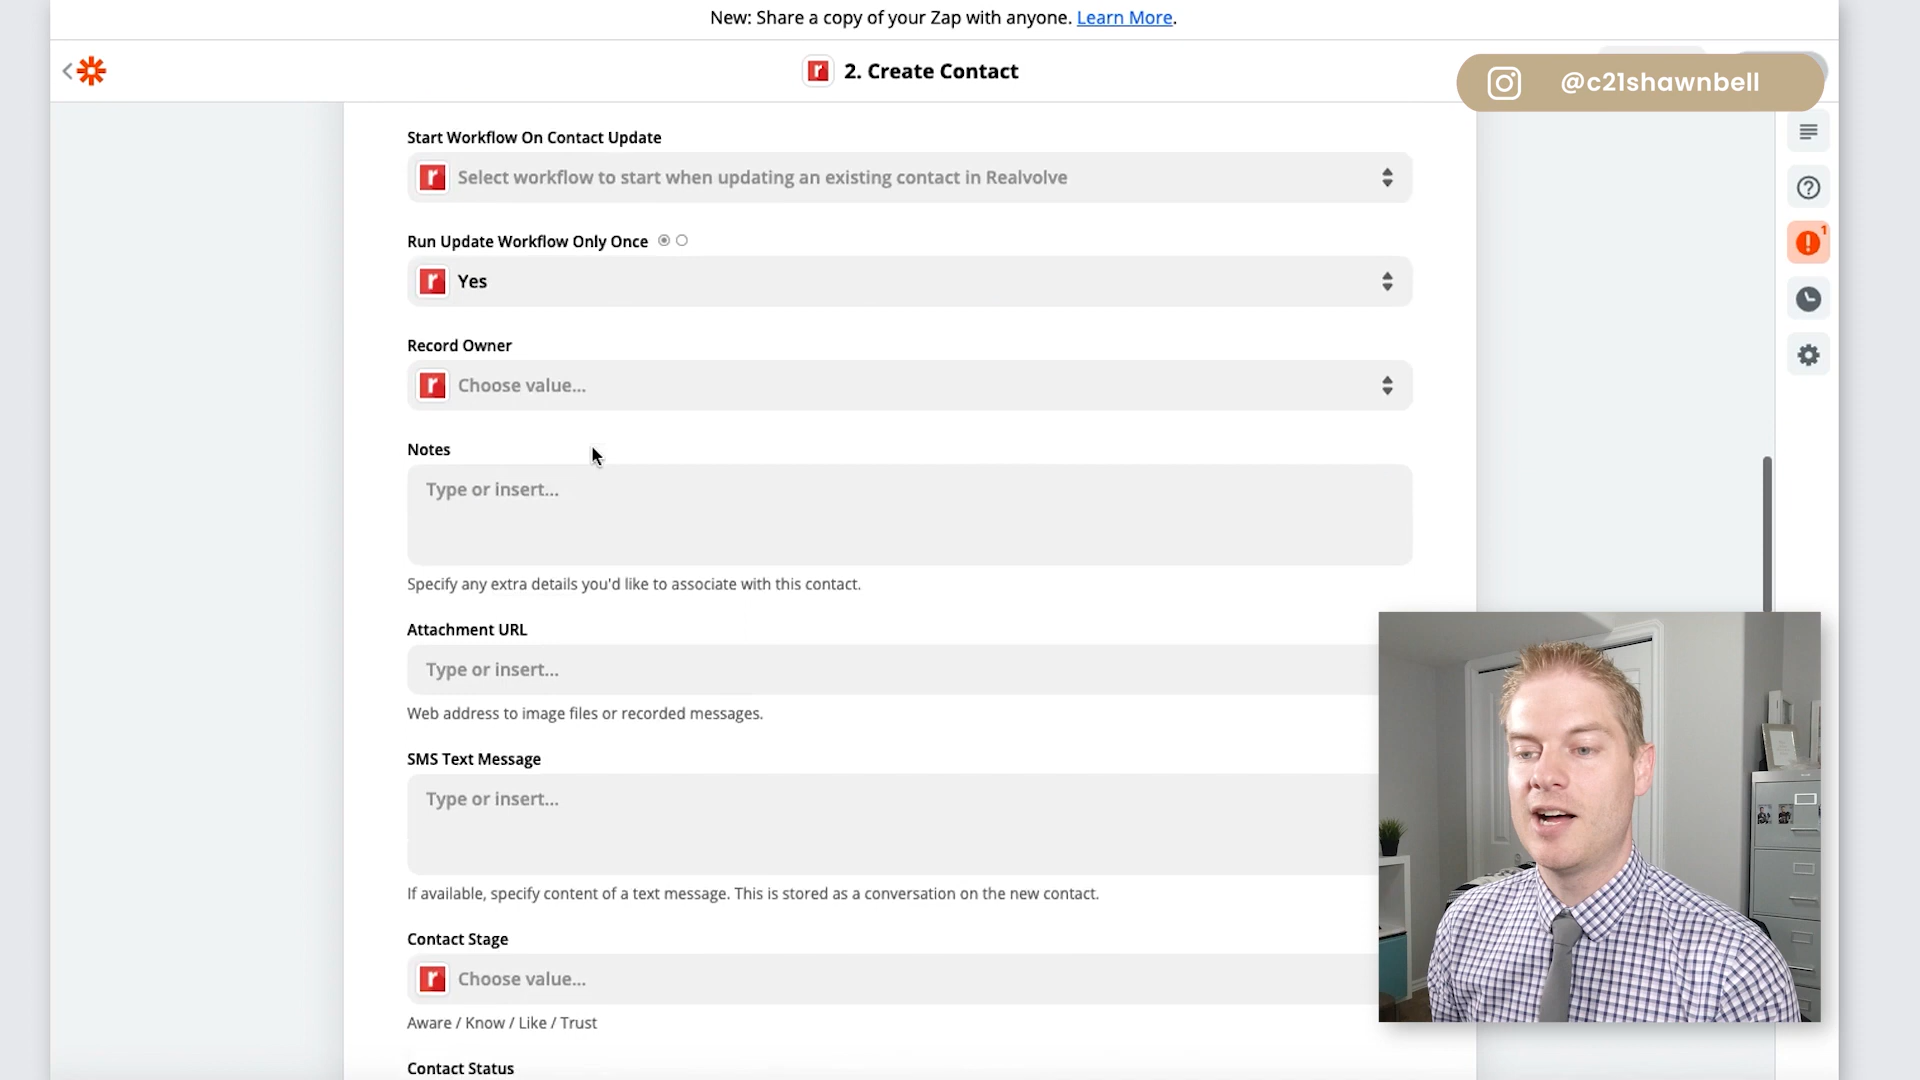 New: Share a copy of your Zap with anyone. Learn More.
2. Create Contact
@c21shawnbell
Start Workflow On Contact Update
Select workflow to start when updating an existing contact in Realvolve
1
Run Update Workflow Only Once
Yes
Record Owner
Choose value...
Notes
Type or insert...
Specify any extra details you'd like to associate with this contact.
Attachment URL
Type or insert...
Web address to image files or recorded messages.
SMS Text Message
Type or insert...
If available, specify content of a text message. This is stored as a conversation on the new contact.
Contact Stage
Choose value...
Aware / Know / Like / Trust
Contact Status